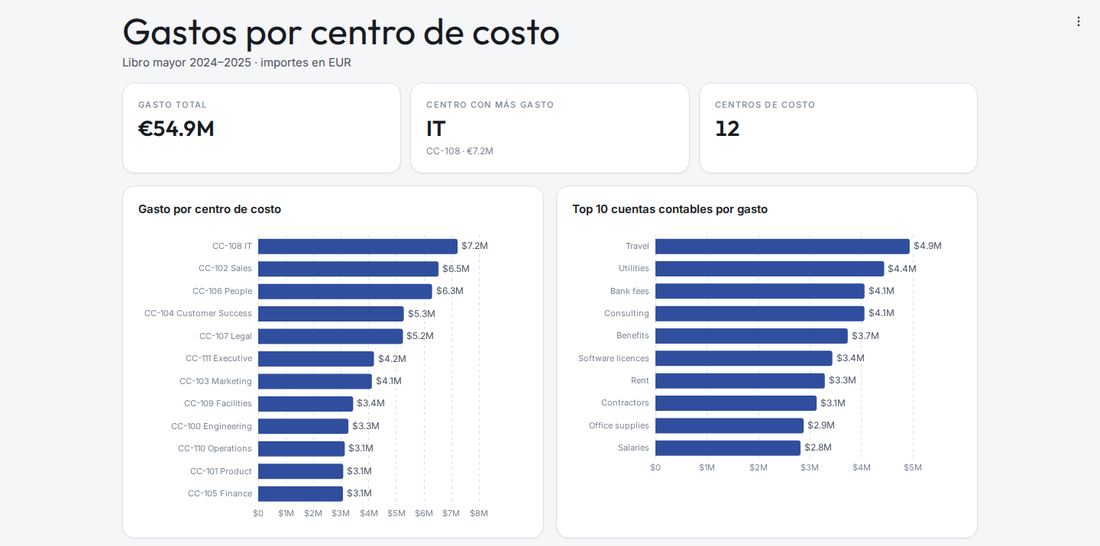 Gastos por centro de costo
Libro mayor 2024–2025 · importes en EUR
GASTO TOTAL
€54.9M
CENTRO CON MÁS GASTO
IT
CC-108 · €7.2M
CENTROS DE COSTO
12
Gasto por centro de costo
CC-108 IT $7.2M
CC-102 Sales $6.5M
CC-106 People $6.3M
CC-104 Customer Success $5.3M
CC-107 Legal $5.2M
CC-111 Executive $4.2M
CC-103 Marketing $4.1M
CC-109 Facilities $3.4M
CC-100 Engineering $3.3M
CC-110 Operations $3.1M
CC-101 Product $3.1M
CC-105 Finance $3.1M
$0 $1M $2M $3M $4M $5M $6M $7M $8M
Top 10 cuentas contables por gasto
Travel $4.9M
Utilities $4.4M
Bank fees $4.1M
Consulting $4.1M
Benefits $3.7M
Software licences $3.4M
Rent $3.3M
Contractors $3.1M
Office supplies $2.9M
Salaries $2.8M
$0 $1M $2M $3M $4M $5M